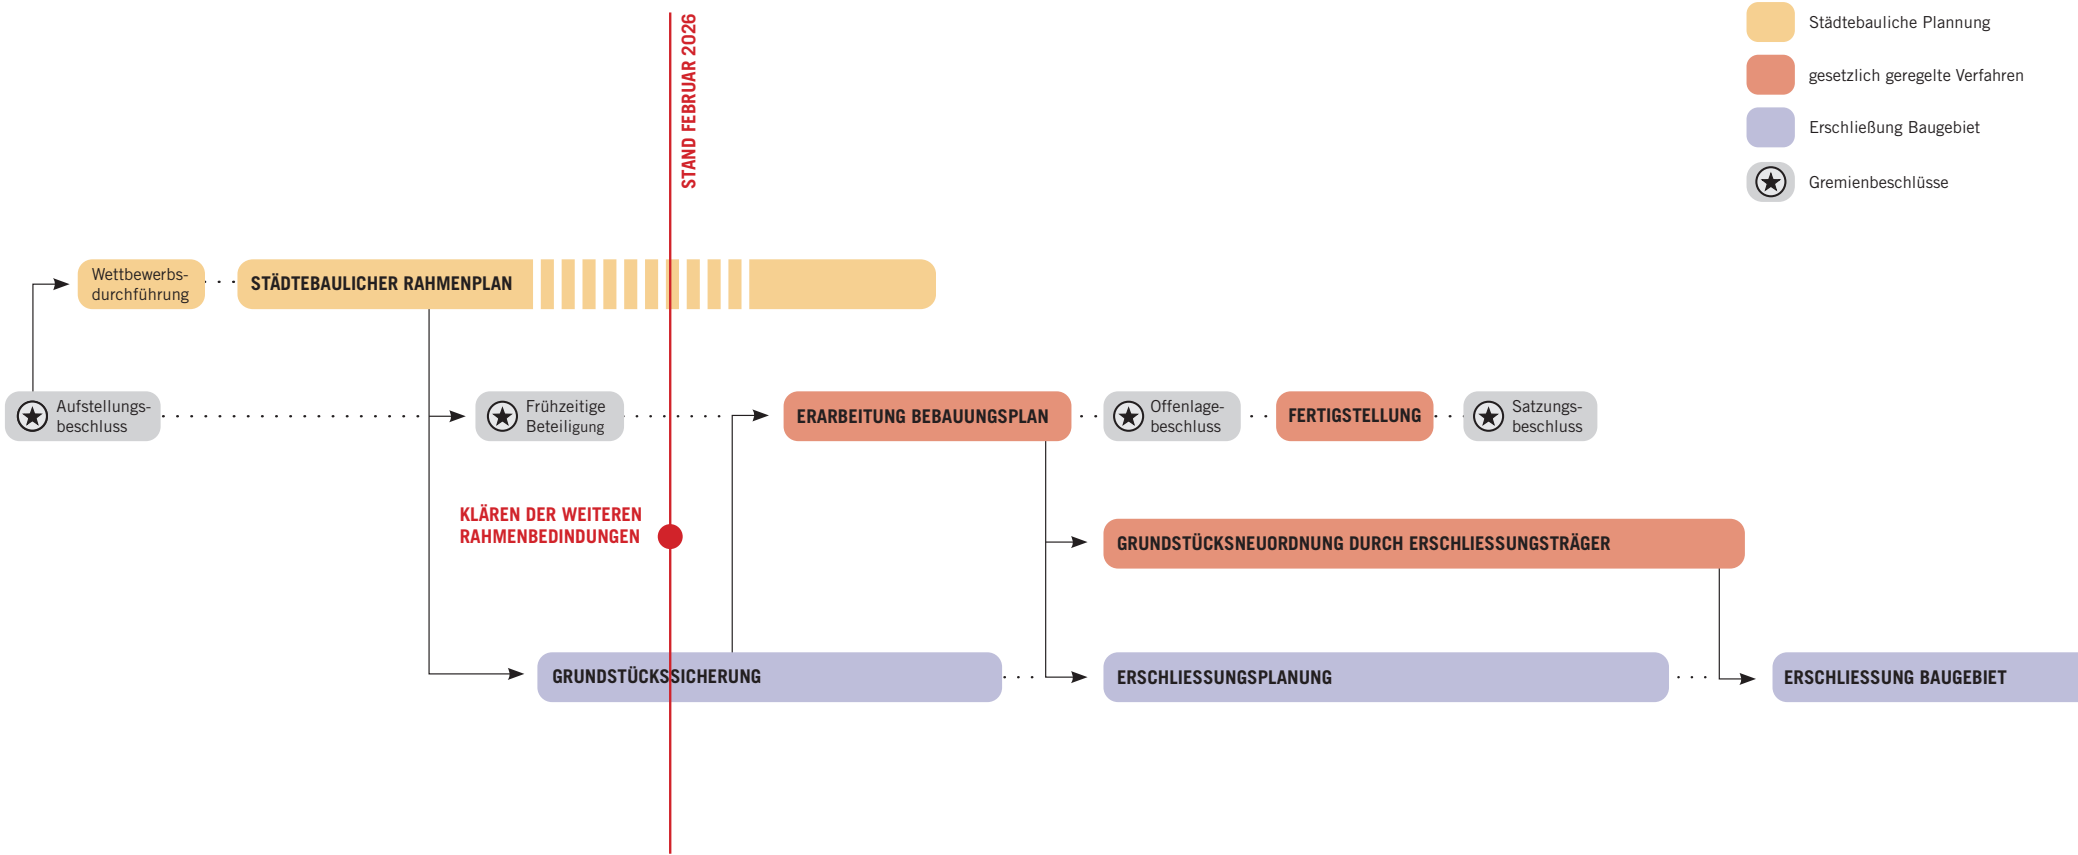 Städtebauliche Plannung
gesetzlich geregelte Verfahren
Erschließung Baugebiet
Gremienbeschlüsse
STAND FEBRUAR 2026
Wettbewerbs-
durchführung
STÄDTEBAULICHER RAHMENPLAN
Aufstellungs-
beschluss
Frühzeitige
Beteiligung
ERARBEITUNG BEBAUUNGSPLAN
Offenlage-
beschluss
FERTIGSTELLUNG
Satzungs-
beschluss
KLÄREN DER WEITEREN
RAHMENBEDINDUNGEN
GRUNDSTÜCKSNEUORDNUNG DURCH ERSCHLIESSUNGSTRÄGER
GRUNDSTÜCKSSICHERUNG
ERSCHLIESSUNGSPLANUNG
ERSCHLIESSUNG BAUGEBIET